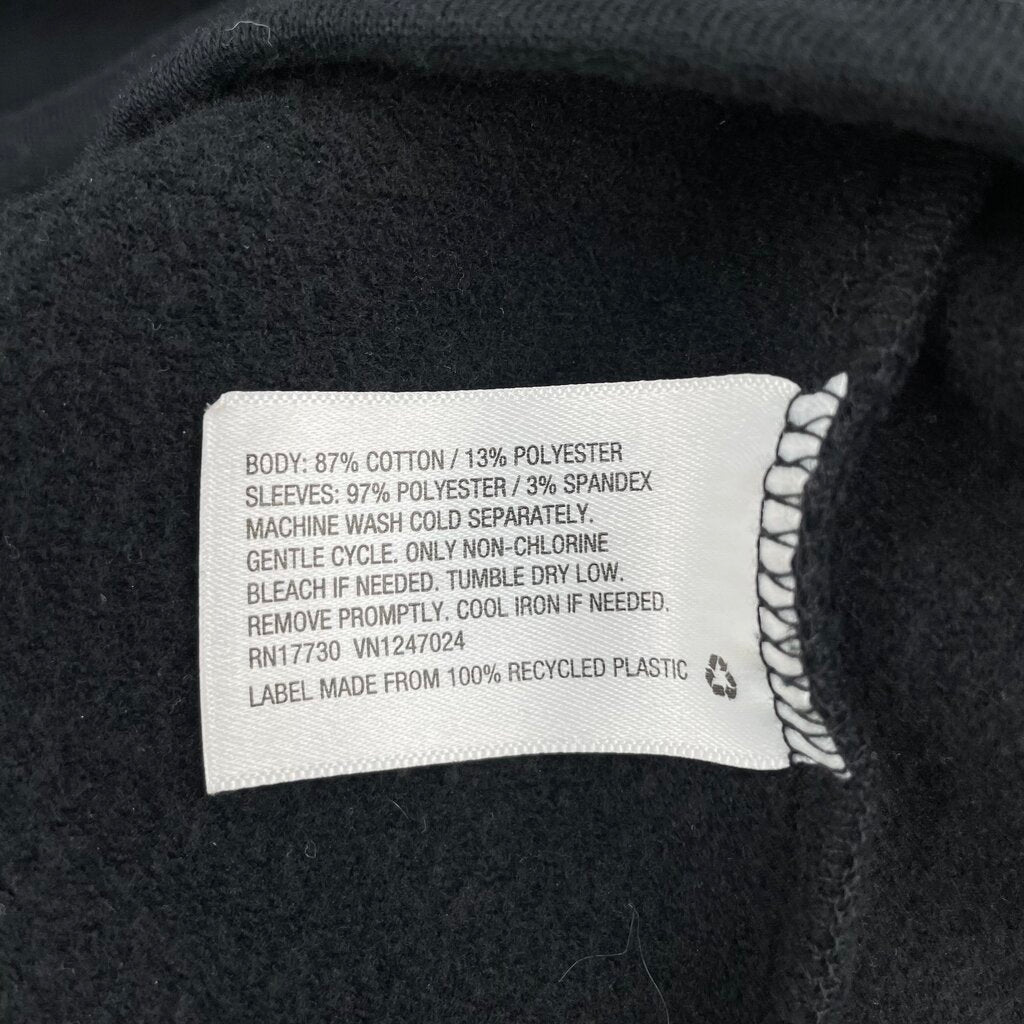 BODY: 87% COTTON / 13% POLYESTER
SLEEVES: 97% POLYESTER / 3% SPANDEX
MACHINE WASH COLD SEPARATELY.
GENTLE CYCLE. ONLY NON-CHLORINE
BLEACH IF NEEDED. TUMBLE DRY LOW.
REMOVE PROMPTLY. COOL IRON IF NEEDED.
RN17730 VN1247024
LABEL MADE FROM 100% RECYCLED PLASTIC